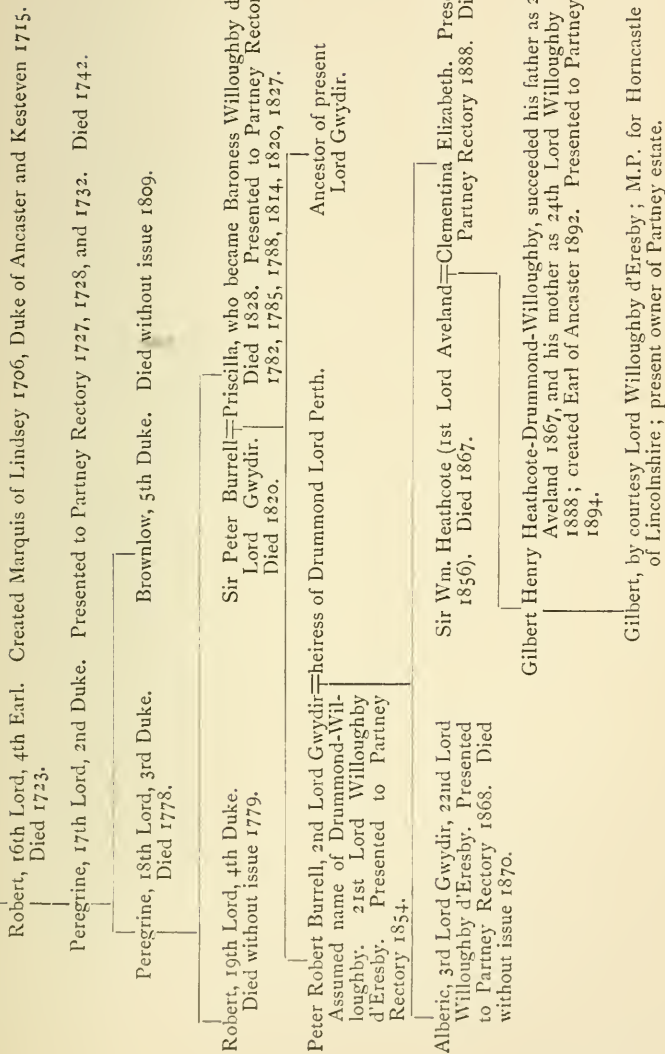 Robert, 16th Lord, 4th Earl. Created Marquis of Lindsey 1706, Duke of Ancaster and Kesteven 1715.
Died 1723.
Peregrine, 17th Lord, 2nd Duke. Presented to Partney Rectory 1727, 1728, and 1732. Died 1742.
Peregrine, 18th Lord, 3rd Duke.
Died 1778.
Brownlow, 5th Duke. Died without issue 1809.
Robert, 19th Lord, 4th Duke.
Died without issue 1779.
Sir Peter Burrell=Priscilla, who became Baroness Willoughby d
Lord Gwydir. Died 1828. Presented to Partney Rector
Died 1820. 1782, 1785, 1788, 1814, 1820, 1827.
Peter Robert Burrell, 2nd Lord Gwydir=heiress of Drummond Lord Perth.
Assumed name of Drummond-Wil-
loughby. 21st Lord Willoughby
d'Eresby. Presented to Partney
Rectory 1854.
Ancestor of present
Lord Gwydir.
Alberic, 3rd Lord Gwydir, 22nd Lord
Willoughby d'Eresby. Presented
to Partney Rectory 1868. Died
without issue 1870.
Sir Wm. Heathcote (1st Lord Aveland=Clementina Elizabeth. Pres
1856). Died 1867. Partney Rectory 1888. Di
Gilbert Henry Heathcote-Drummond-Willoughby, succeeded his father as 2
Aveland 1867, and his mother as 24th Lord Willoughby
1888; created Earl of Ancaster 1892. Presented to Partney
1894.
Gilbert, by courtesy Lord Willoughby d'Eresby; M.P. for Horncastle
of Lincolnshire; present owner of Partney estate.